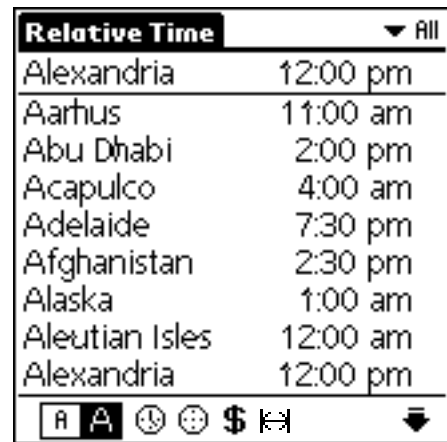 Relative Time All
Alexandria 12:00 pm
Aarhus 11:00 am
Abu Dhabi 2:00 pm
Acapulco 4:00 am
Adelaide 7:30 pm
Afghanistan 2:30 pm
Alaska 1:00 am
Aleutian Isles 12:00 am
Alexandria 12:00 pm
A A $